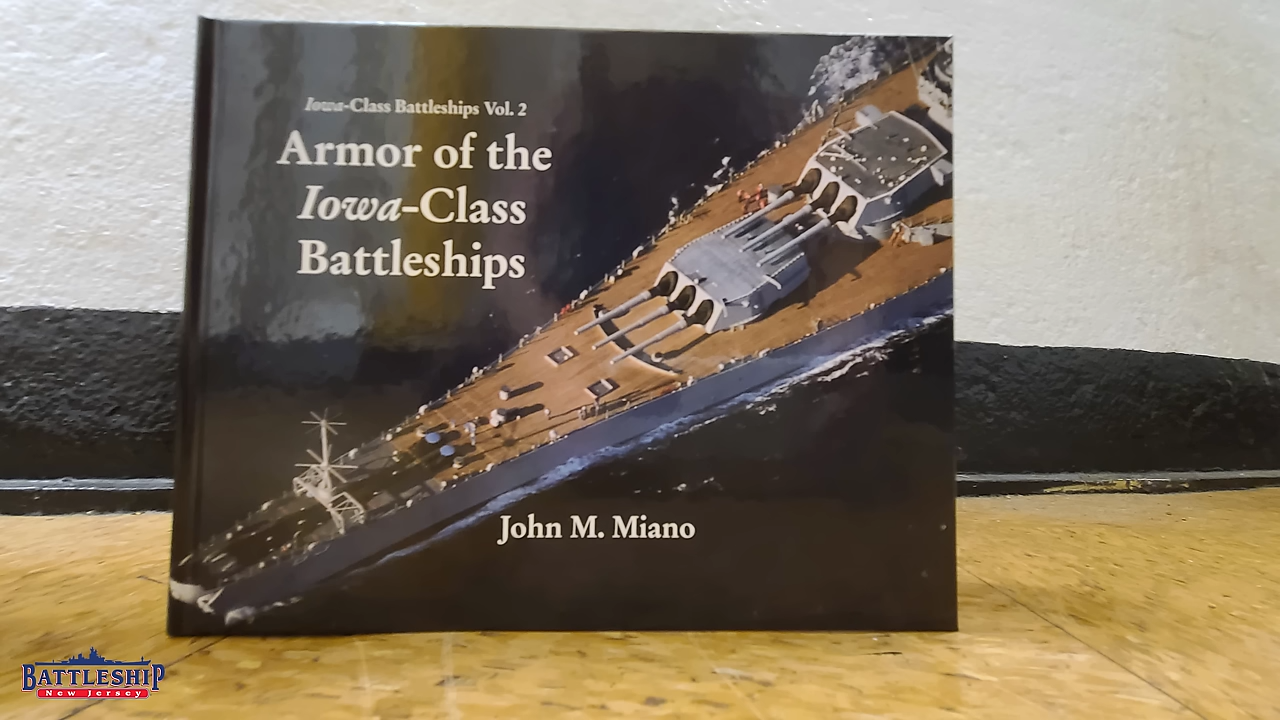 Iowa-Class Battleships Vol. 2
Armor of the
Iowa-Class
Battleships
John M. Miano
BATTLESHIP
New Jersey